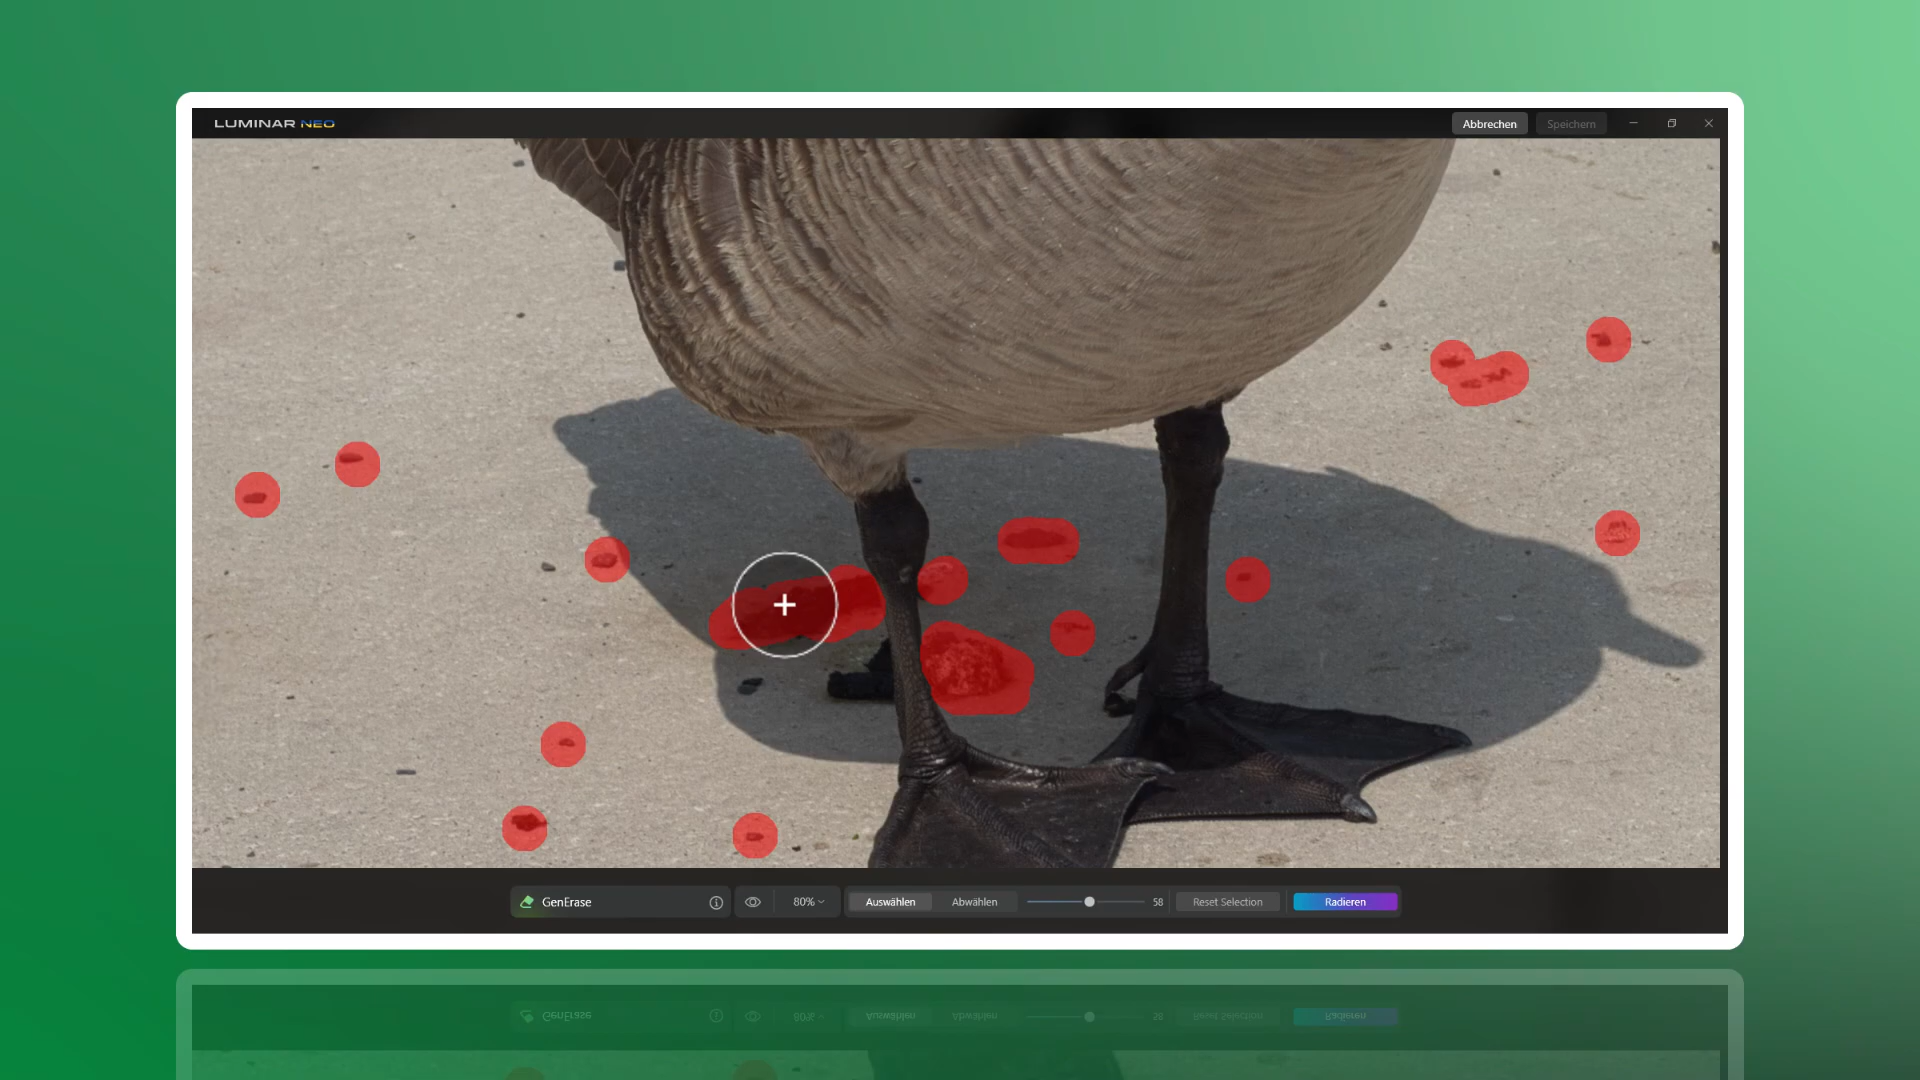 LUMINAR NEO
Abbrechen Speichern
GenErase 80% Auswählen Abwählen 58 Reset Selection Radieren